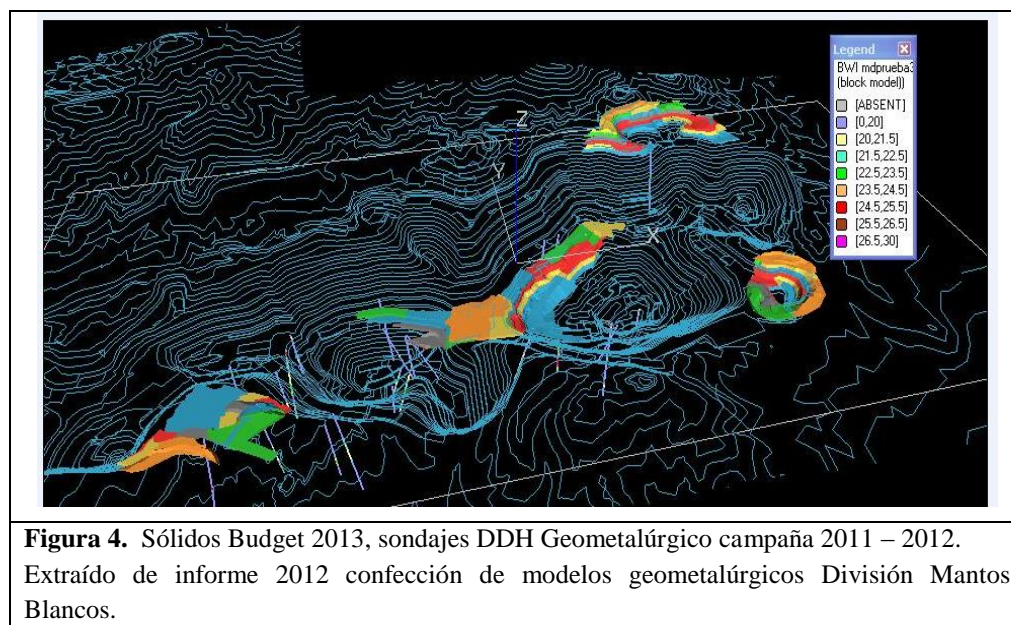 Legend
BWI mdprueba3
(block model))
[ABSENT]
[0,20]
[20,21.5]
[21.5,22.5]
[22.5,23.5]
[23.5,24.5]
[24.5,25.5]
[25.5,26.5]
[26.5,30]
Z
Y
X
Figura 4. Sólidos Budget 2013, sondajes DDH Geometalúrgico campaña 2011 – 2012.
Extraído de informe 2012 confección de modelos geometalúrgicos División Mantos
Blancos.